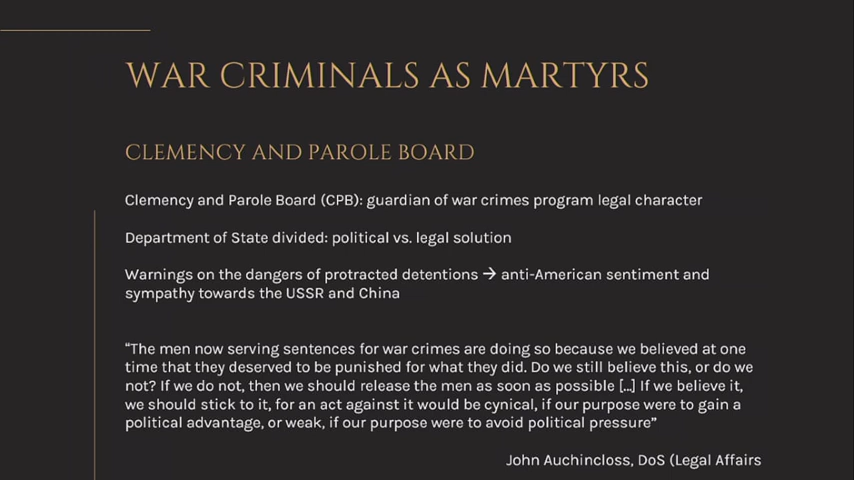 WAR CRIMINALS AS MARTYRS
CLEMENCY AND PAROLE BOARD
Clemency and Parole Board (CPB): guardian of war crimes program legal character
Department of State divided: political vs. legal solution
Warnings on the dangers of protracted detentions → anti-American sentiment and
sympathy towards the USSR and China
“The men now serving sentences for war crimes are doing so because we believed at one
time that they deserved to be punished for what they did. Do we still believe this, or do we
not? If we do not, then we should release the men as soon as possible [...] If we believe it,
we should stick to it, for an act against it would be cynical, if our purpose were to gain a
political advantage, or weak, if our purpose were to avoid political pressure”
John Auchincloss, DoS (Legal Affairs